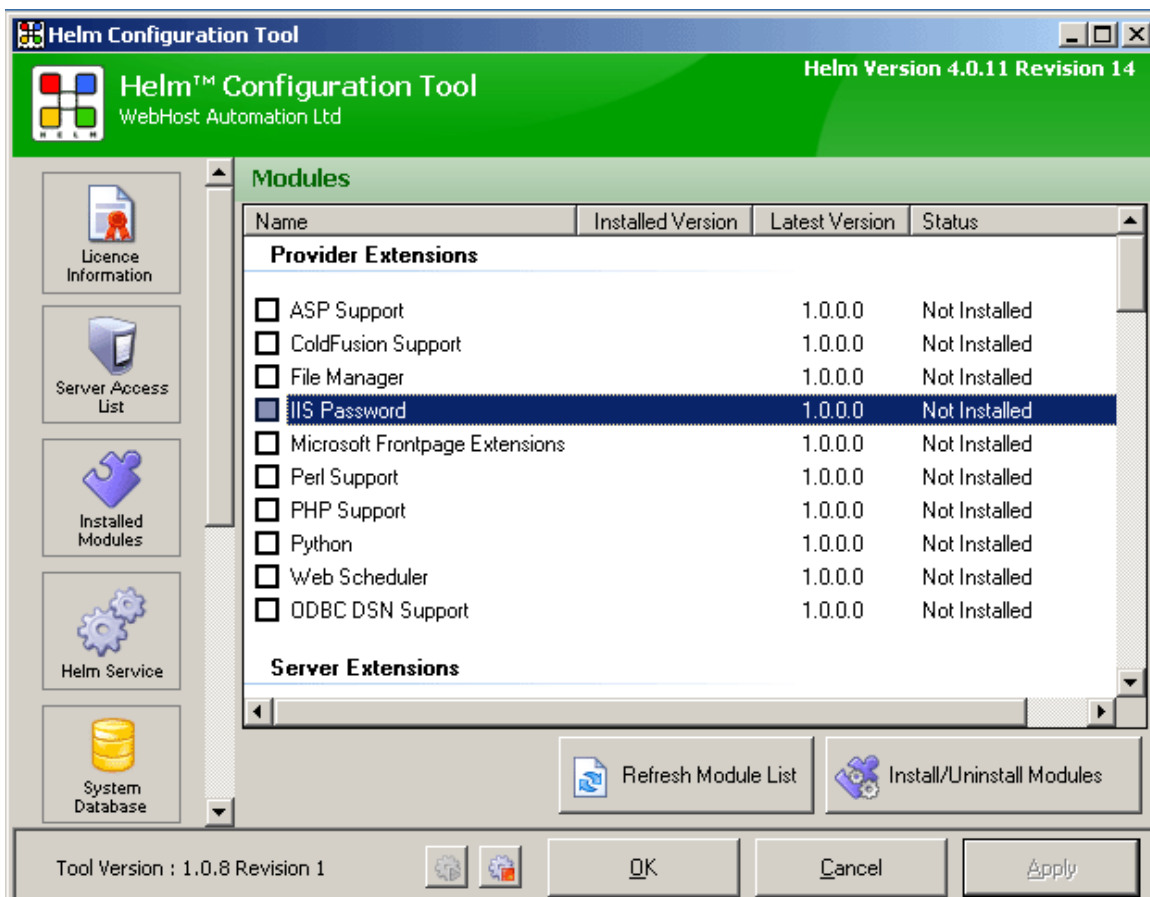 Helm Configuration Tool
Helm Version 4.0.11 Revision 14
Helm™ Configuration Tool
WebHost Automation Ltd
H E L M
Licence
Information
Server Access
List
Installed
Modules
Helm Service
System
Database
Modules
Name Installed Version Latest Version Status
Provider Extensions
ASP Support 1.0.0.0 Not Installed
ColdFusion Support 1.0.0.0 Not Installed
File Manager 1.0.0.0 Not Installed
IIS Password 1.0.0.0 Not Installed
Microsoft Frontpage Extensions 1.0.0.0 Not Installed
Perl Support 1.0.0.0 Not Installed
PHP Support 1.0.0.0 Not Installed
Python 1.0.0.0 Not Installed
Web Scheduler 1.0.0.0 Not Installed
ODBC DSN Support 1.0.0.0 Not Installed
Server Extensions
Refresh Module List Install/Uninstall Modules
Tool Version : 1.0.8 Revision 1 OK Cancel Apply